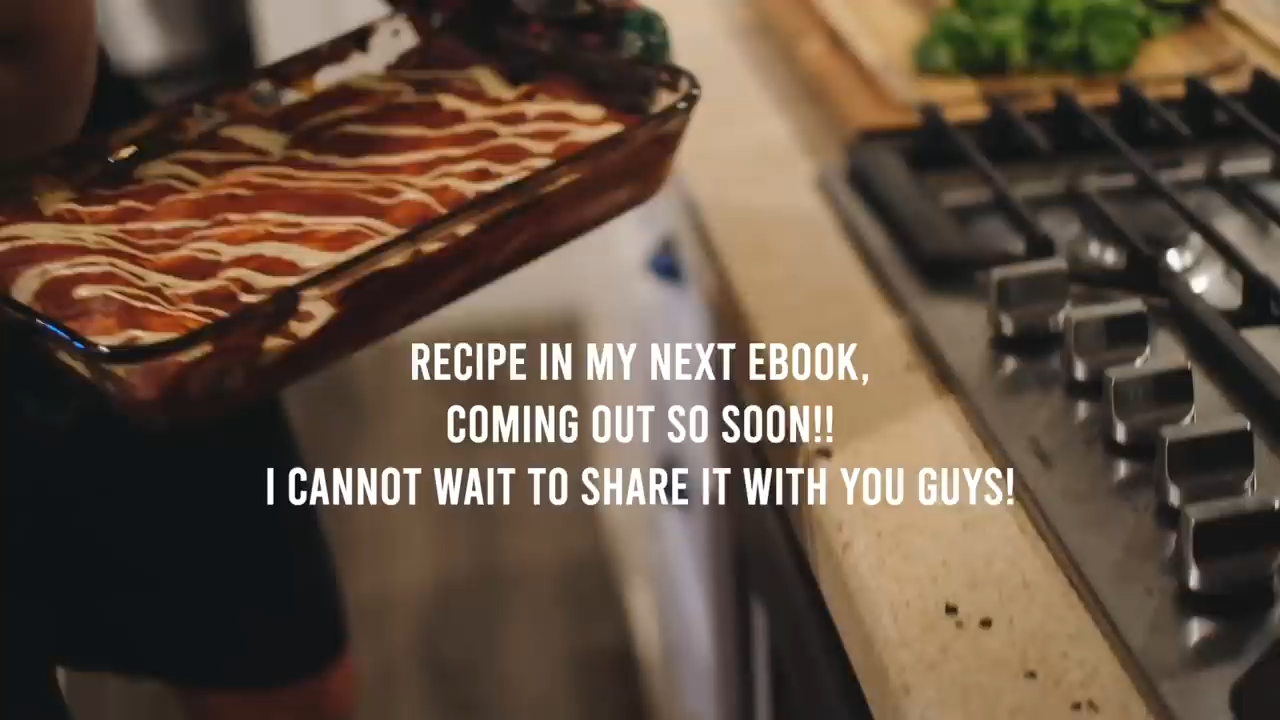 RECIPE IN MY NEXT EBOOK,
COMING OUT SO SOON!!
I CANNOT WAIT TO SHARE IT WITH YOU GUYS!